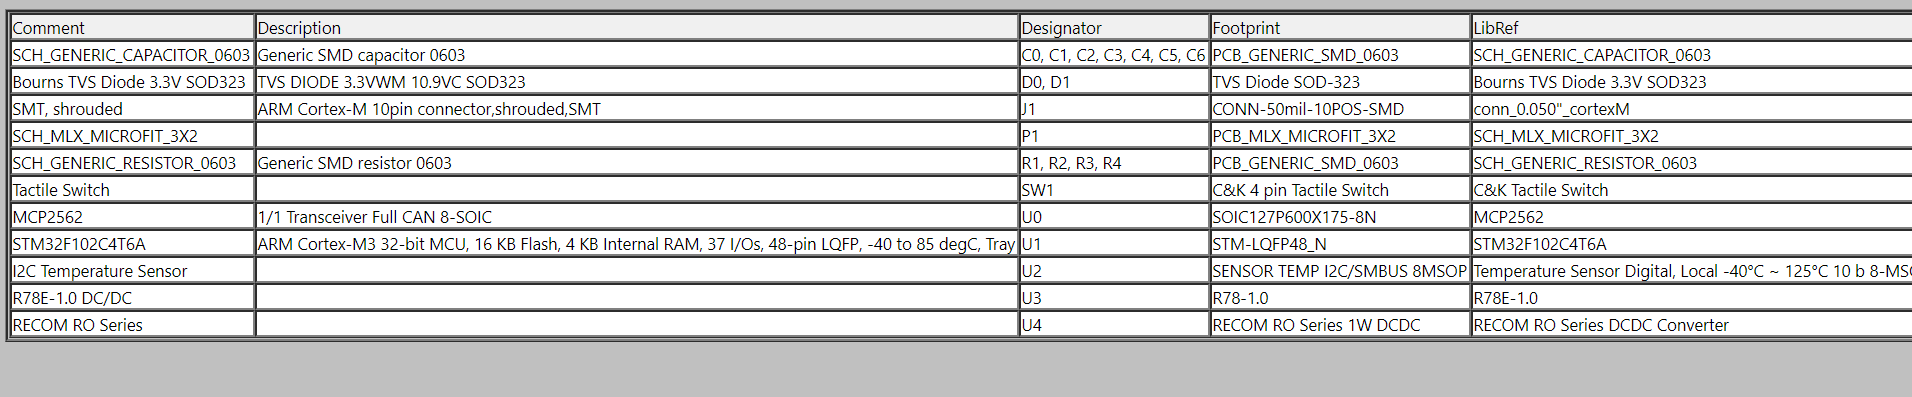 Comment Description Designator Footprint LibRef
SCH_GENERIC_CAPACITOR_0603 Generic SMD capacitor 0603 C0, C1, C2, C3, C4, C5, C6 PCB_GENERIC_SMD_0603 SCH_GENERIC_CAPACITOR_0603
Bourns TVS Diode 3.3V SOD323 TVS DIODE 3.3VWM 10.9VC SOD323 D0, D1 TVS Diode SOD-323 Bourns TVS Diode 3.3V SOD323
SMT, shrouded ARM Cortex-M 10pin connector,shrouded,SMT J1 CONN-50mil-10POS-SMD conn_0.050"_cortexM
SCH_MLX_MICROFIT_3X2 P1 PCB_MLX_MICROFIT_3X2 SCH_MLX_MICROFIT_3X2
SCH_GENERIC_RESISTOR_0603 Generic SMD resistor 0603 R1, R2, R3, R4 PCB_GENERIC_SMD_0603 SCH_GENERIC_RESISTOR_0603
Tactile Switch SW1 C&K 4 pin Tactile Switch C&K Tactile Switch
MCP2562 1/1 Transceiver Full CAN 8-SOIC U0 SOIC127P600X175-8N MCP2562
STM32F102C4T6A ARM Cortex-M3 32-bit MCU, 16 KB Flash, 4 KB Internal RAM, 37 I/Os, 48-pin LQFP, -40 to 85 degC, Tray U1 STM-LQFP48_N STM32F102C4T6A
I2C Temperature Sensor U2 SENSOR TEMP I2C/SMBUS 8MSOP Temperature Sensor Digital, Local -40°C ~ 125°C 10 b
R78E-1.0 DC/DC U3 R78-1.0 R78E-1.0
RECOM RO Series U4 RECOM RO Series 1W DCDC RECOM RO Series DCDC Converter